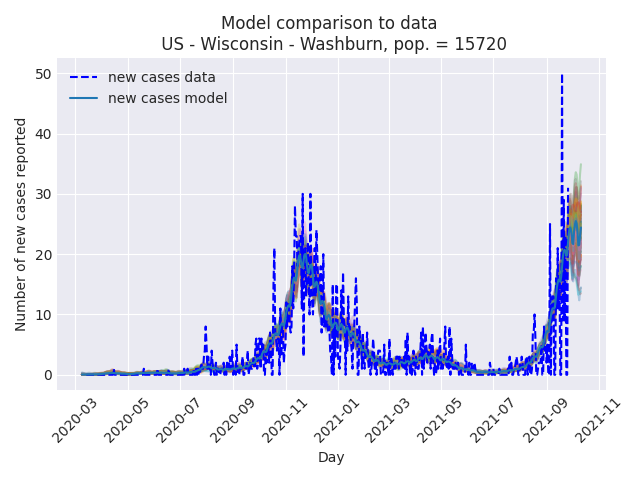 Model comparison to data
US - Wisconsin - Washburn, pop. = 15720
new cases data
new cases model
Number of new cases reported
50
40
30
20
10
0
2020-03
2020-05
2020-07
2020-09
2020-11
2021-01
2021-03
2021-05
2021-07
2021-09
2021-11
Day